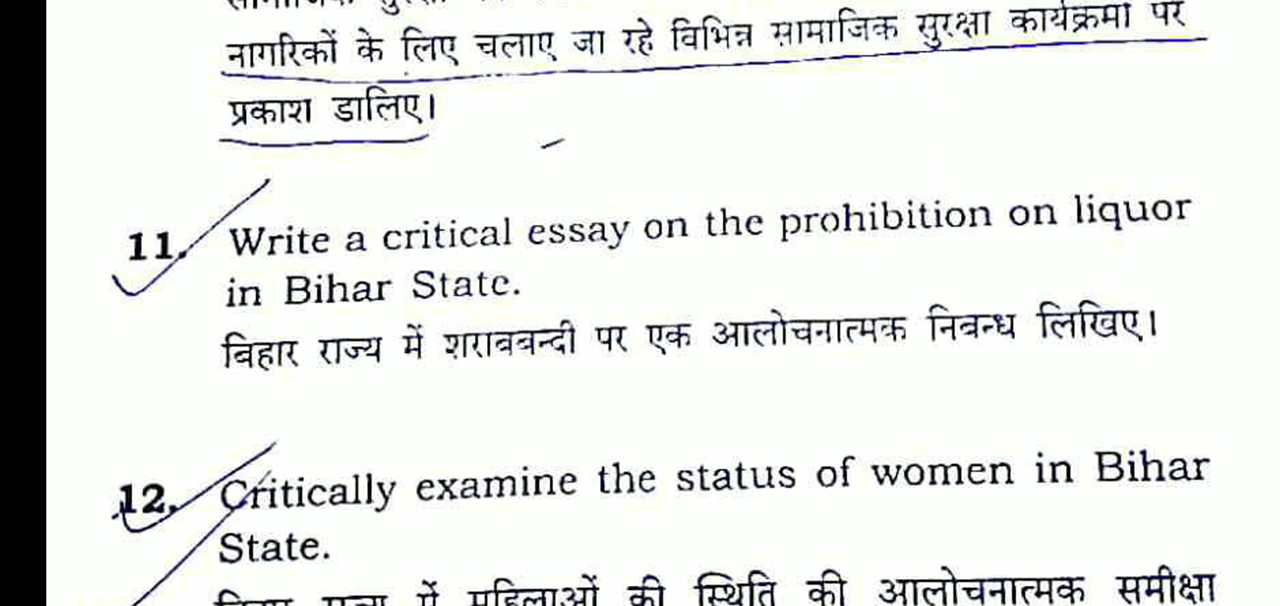 नागरिकों के लिए चलाए जा रहे विभिन्न सामाजिक सुरक्षा कार्यक्रमों पर
प्रकाश डालिए।
11. Write a critical essay on the prohibition on liquor
in Bihar State.
बिहार राज्य में शराबबन्दी पर एक आलोचनात्मक निबन्ध लिखिए।
12. Critically examine the status of women in Bihar
State.
में महिलाओं की स्थिति की आलोचनात्मक समीक्षा